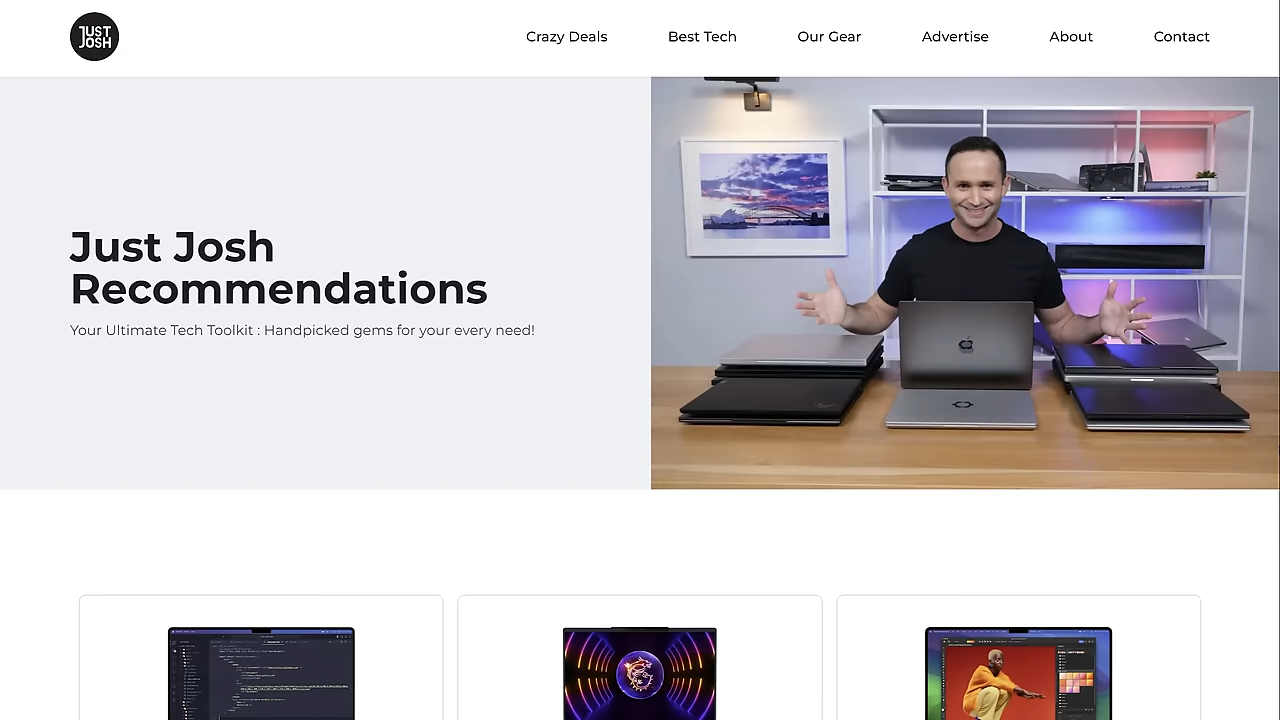 JUST
JOSH
Crazy Deals
Best Tech
Our Gear
Advertise
About
Contact
Just Josh
Recommendations
Your Ultimate Tech Toolkit : Handpicked gems for your every need!